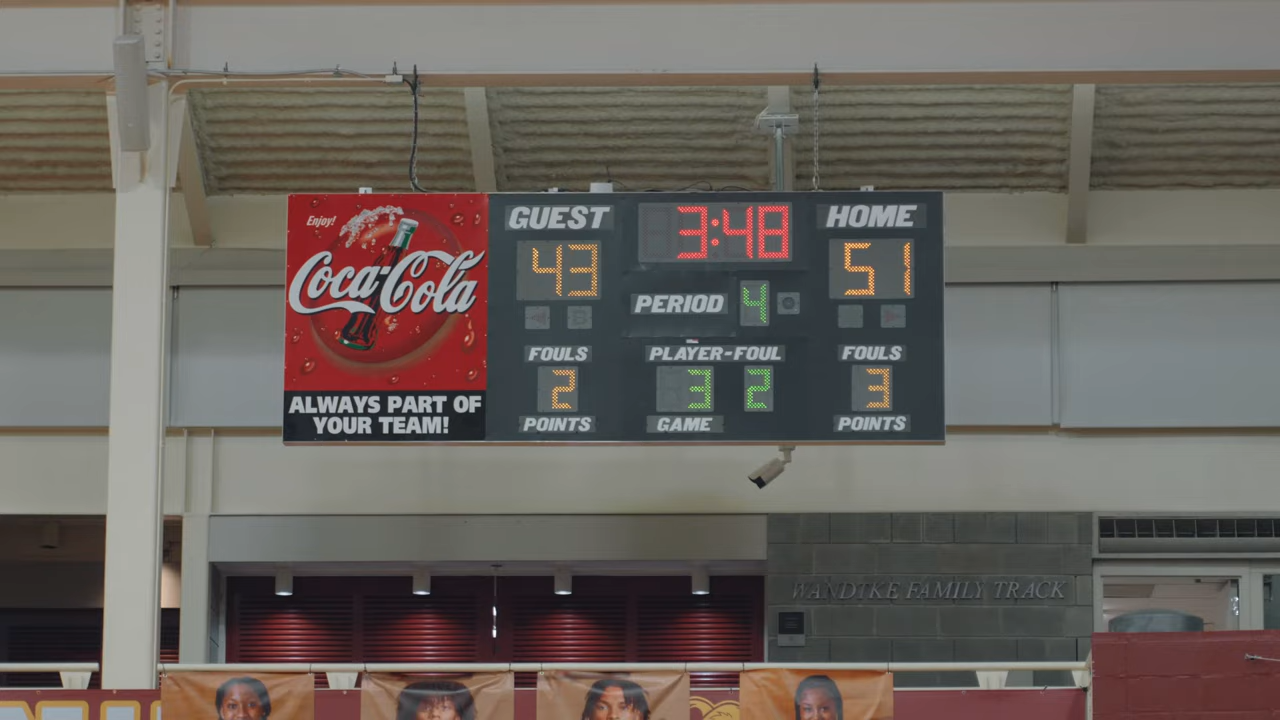 Enjoy!
Coca-Cola
ALWAYS PART OF
YOUR TEAM!
GUEST
3:48
HOME
43
51
PERIOD
4
FOULS
PLAYER-FOUL
FOULS
2
3
2
3
POINTS
GAME
POINTS
WANDTKE FAMILY TRACK